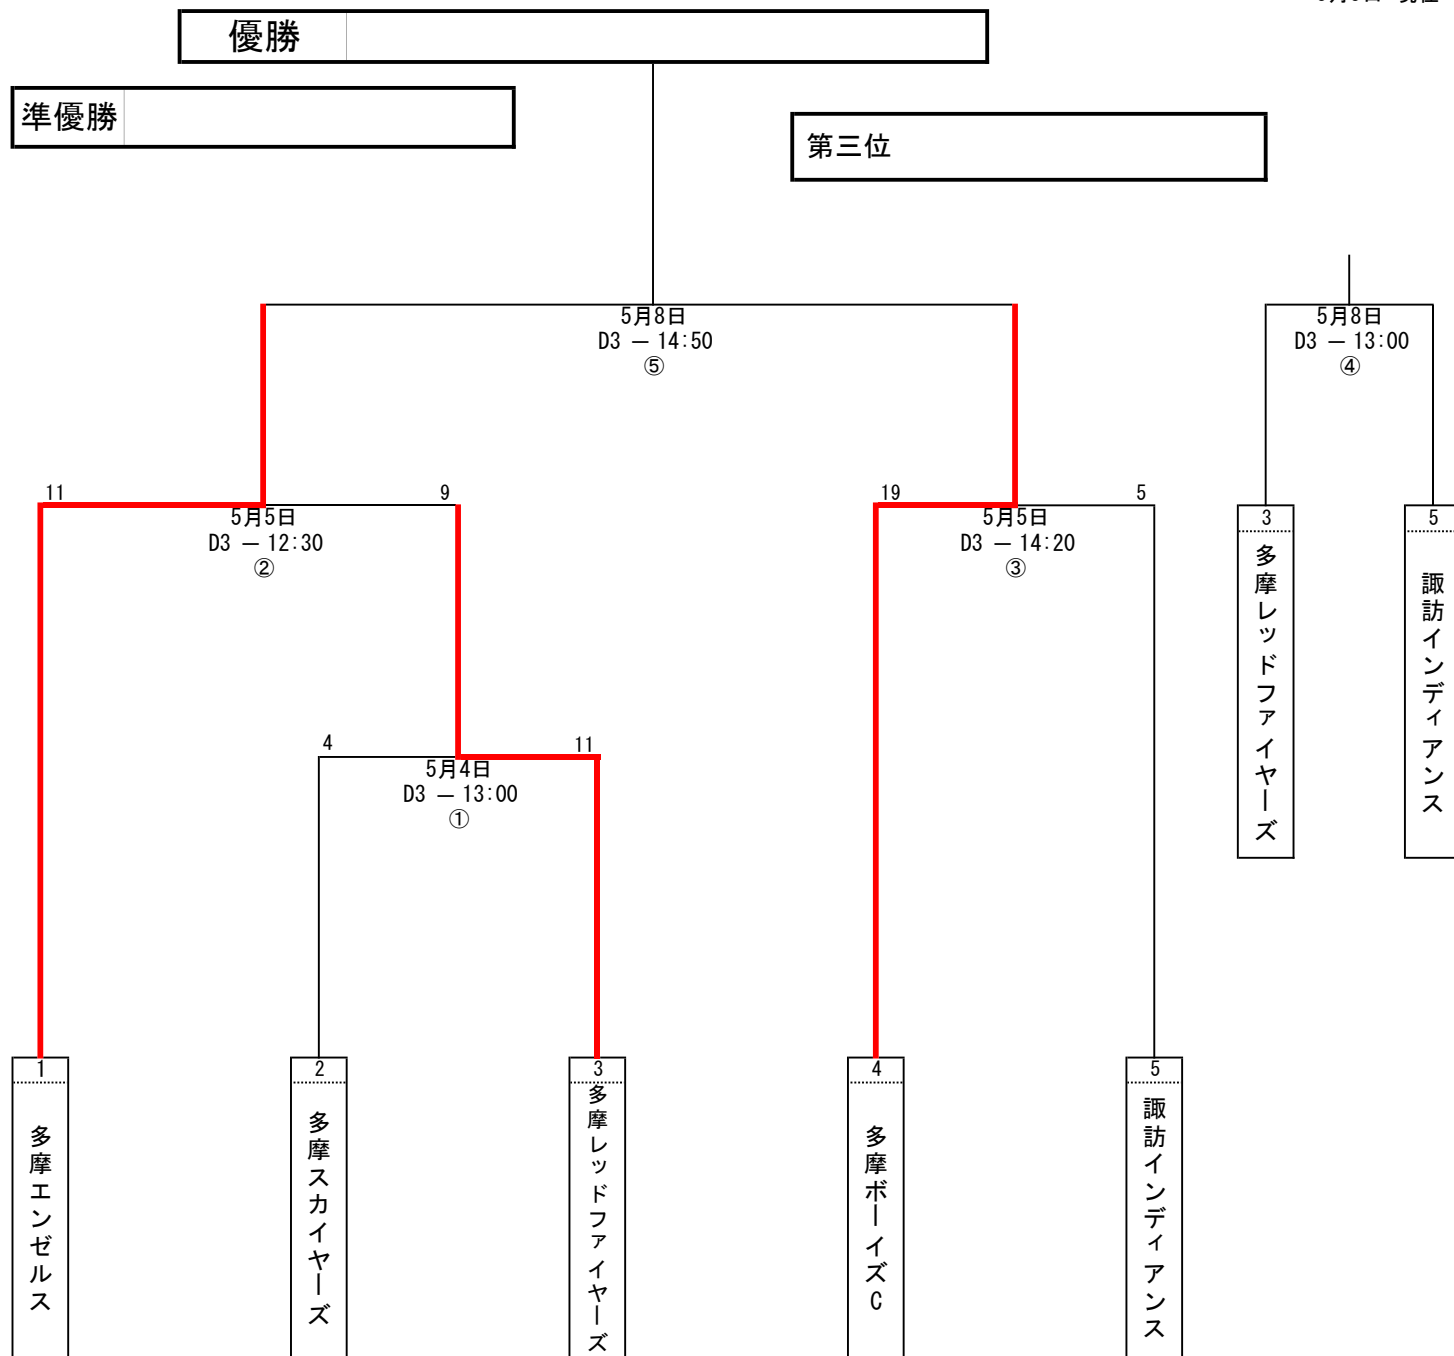 優勝
準優勝
第三位
5月8日
D3 － 14:50
⑤
5月8日
D3 － 13:00
④
11
9
5月5日
D3 － 12:30
②
19
5
5月5日
D3 － 14:20
③
3
多摩レッドファイヤーズ
5
諏訪インディアンス
4
11
5月4日
D3 － 13:00
①
1
多摩エンゼルス
2
多摩スカイヤーズ
3
多摩レッドファイヤーズ
4
多摩ボーイズC
5
諏訪インディアンス